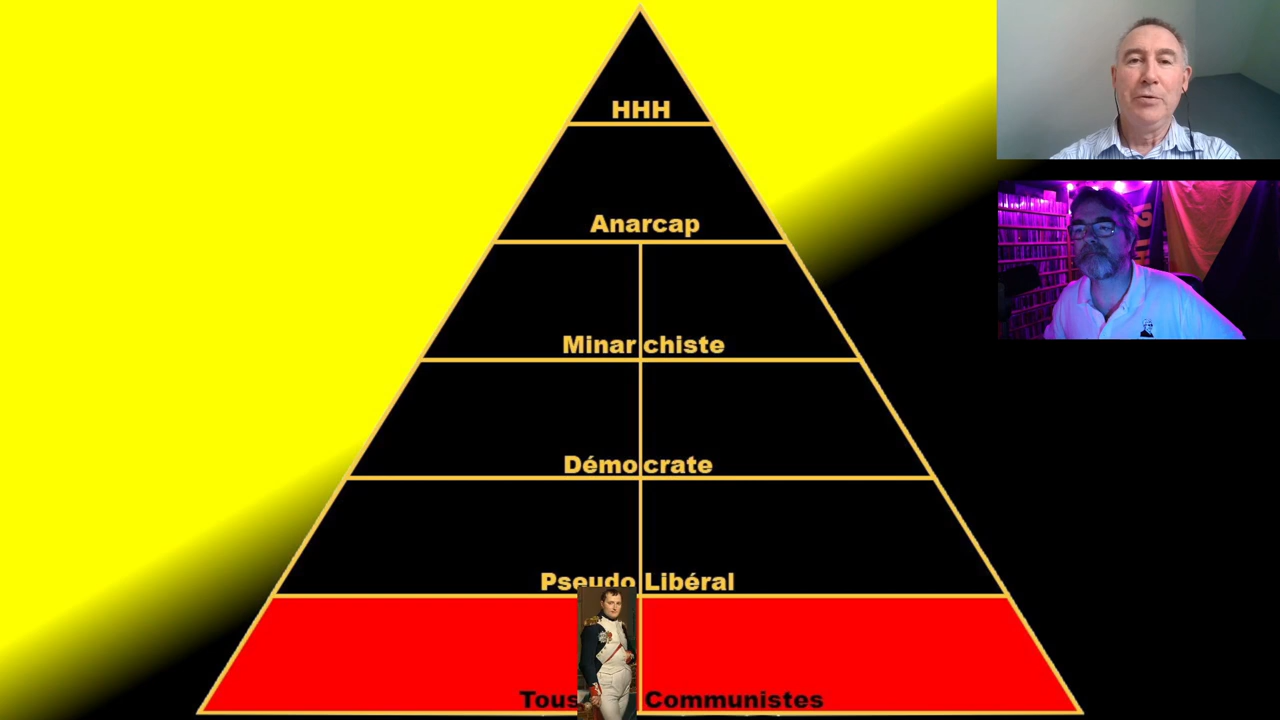 HHH
Anarcap
Minarchiste
Démocrate
Pseudo Libéral
Tous Communistes